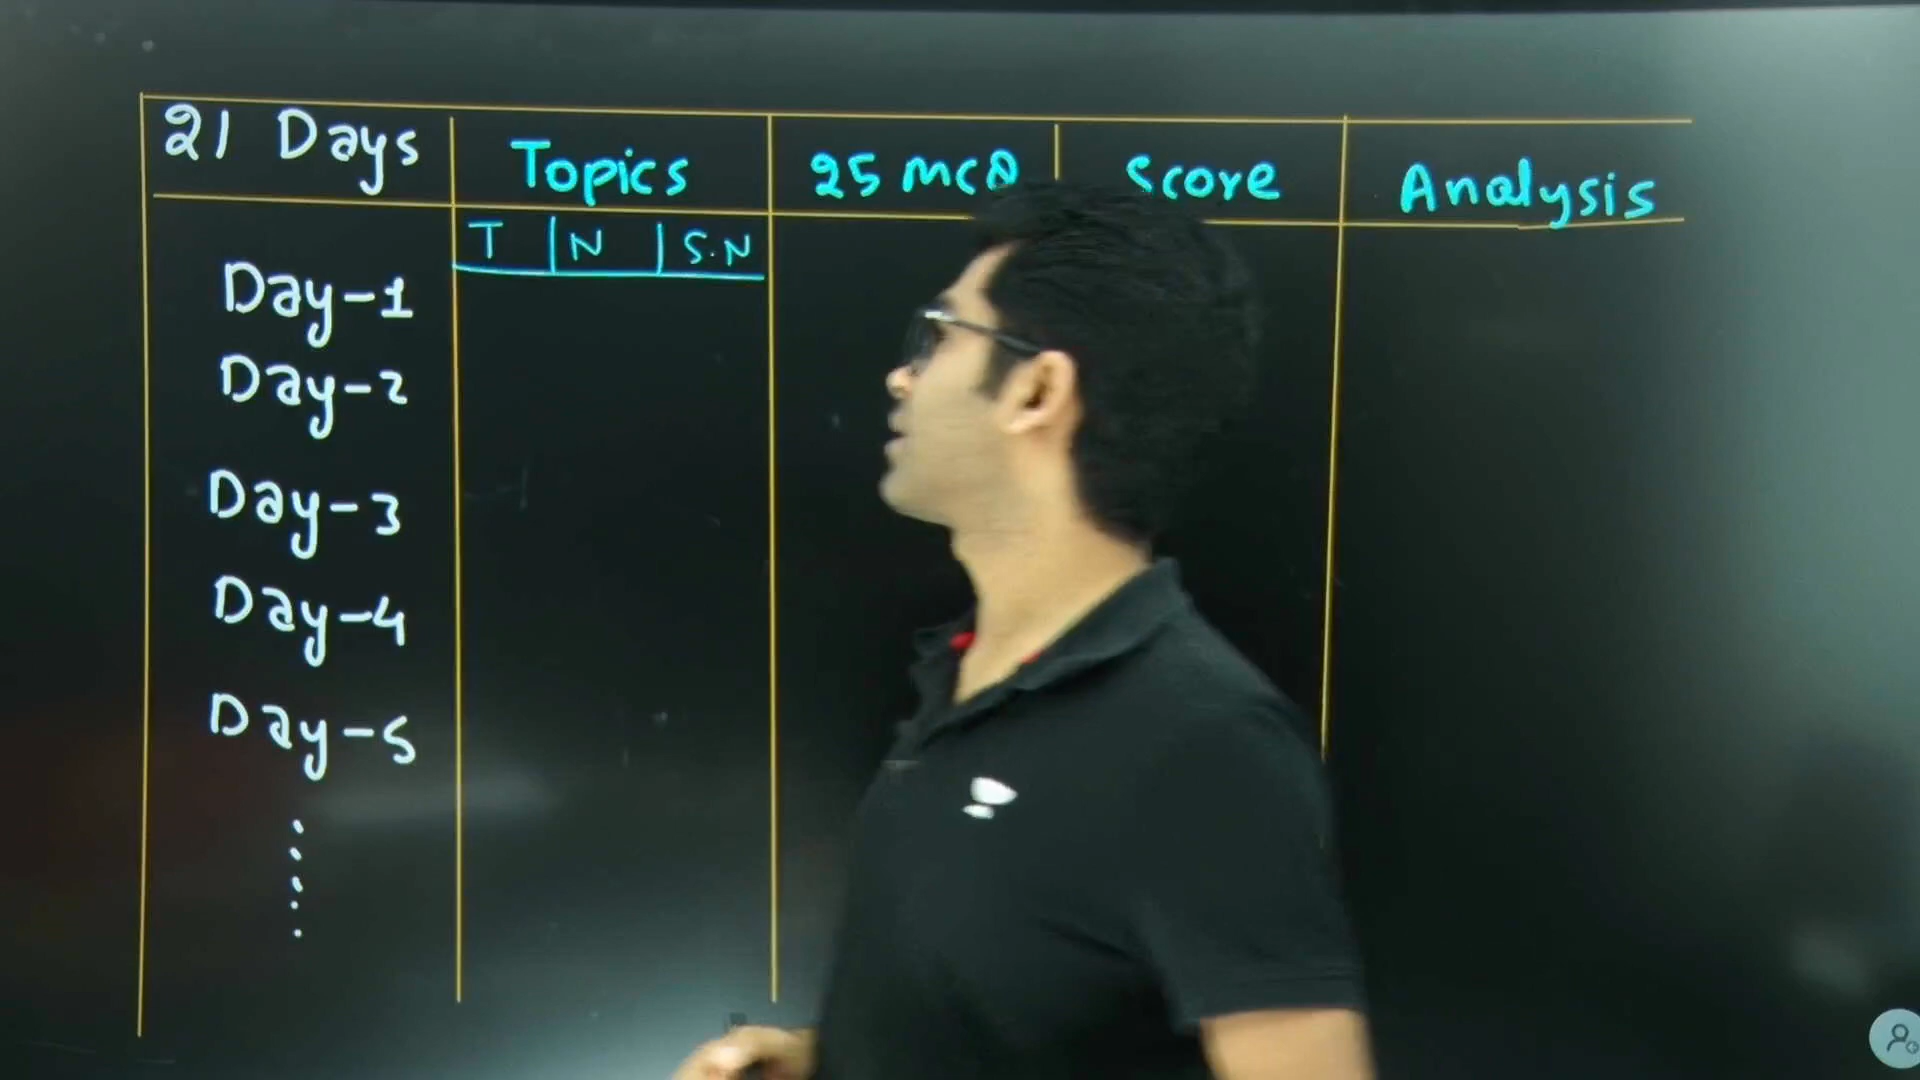 21 Days Topics 25 MCQ Score Analysis
T N S.N
Day-1
Day-2
Day-3
Day-4
Day-5